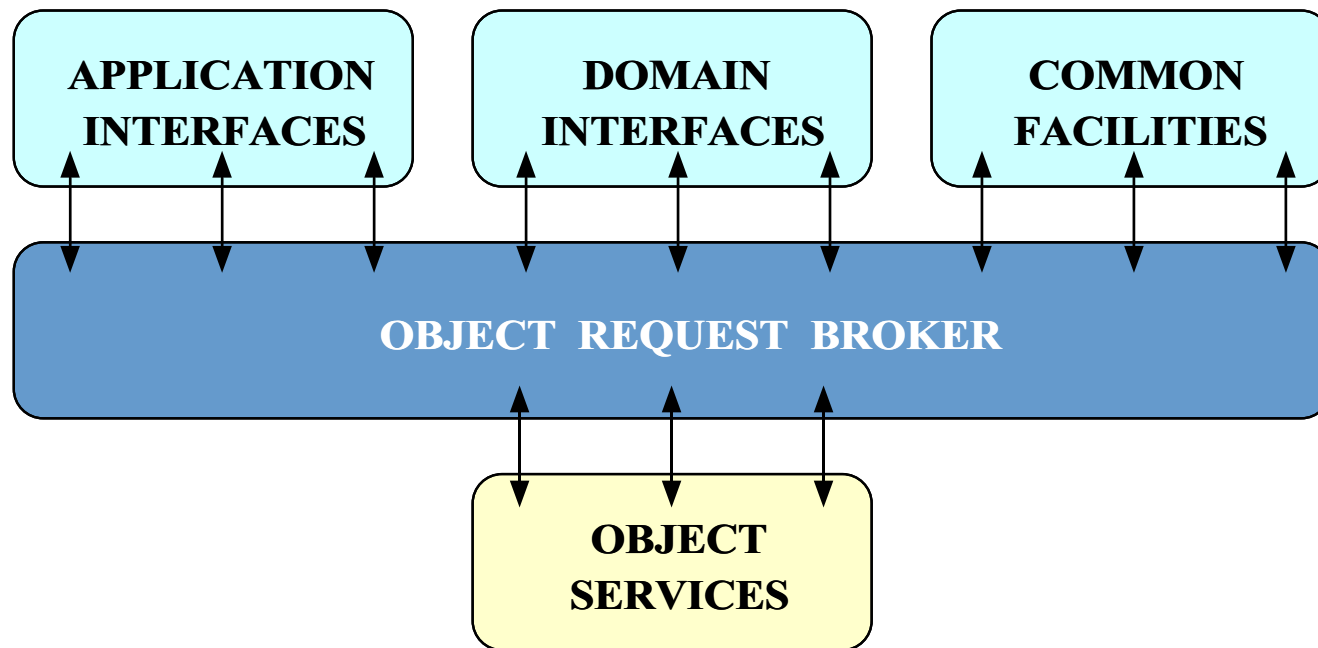 APPLICATION
INTERFACES
DOMAIN
INTERFACES
COMMON
FACILITIES
OBJECT REQUEST BROKER
OBJECT
SERVICES